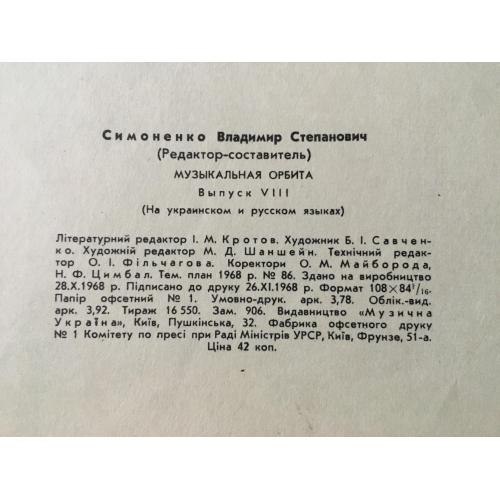 Симоненко Владимир Степанович
(Редактор-составитель)
МУЗЫКАЛЬНАЯ ОРБИТА
Выпуск VIII
(На украинском и русском языках)
Літературний редактор І. М. Кротов. Художник Б. І. Савчен-
ко. Художній редактор М. Д. Шаншейн. Технічний редак-
тор О. І. Фільчагова. Коректори О. М. Майборода,
Н. Ф. Цимбал. Тем. план 1968 р. № 86. Здано на виробництво
28.X.1968 р. Підписано до друку 26.XI.1968 р. Формат 108×84¹/₁₆.
Папір офсетний № 1. Умовно-друк. арк. 3,78. Облік.-вид.
арк. 3,92. Тираж 16 550. Зам. 906. Видавництво «Музична
Україна», Київ, Пушкінська, 32. Фабрика офсетного друку
№ 1 Комітету по пресі при Раді Міністрів УРСР, Київ, Фрунзе, 51-а.
Ціна 42 коп.